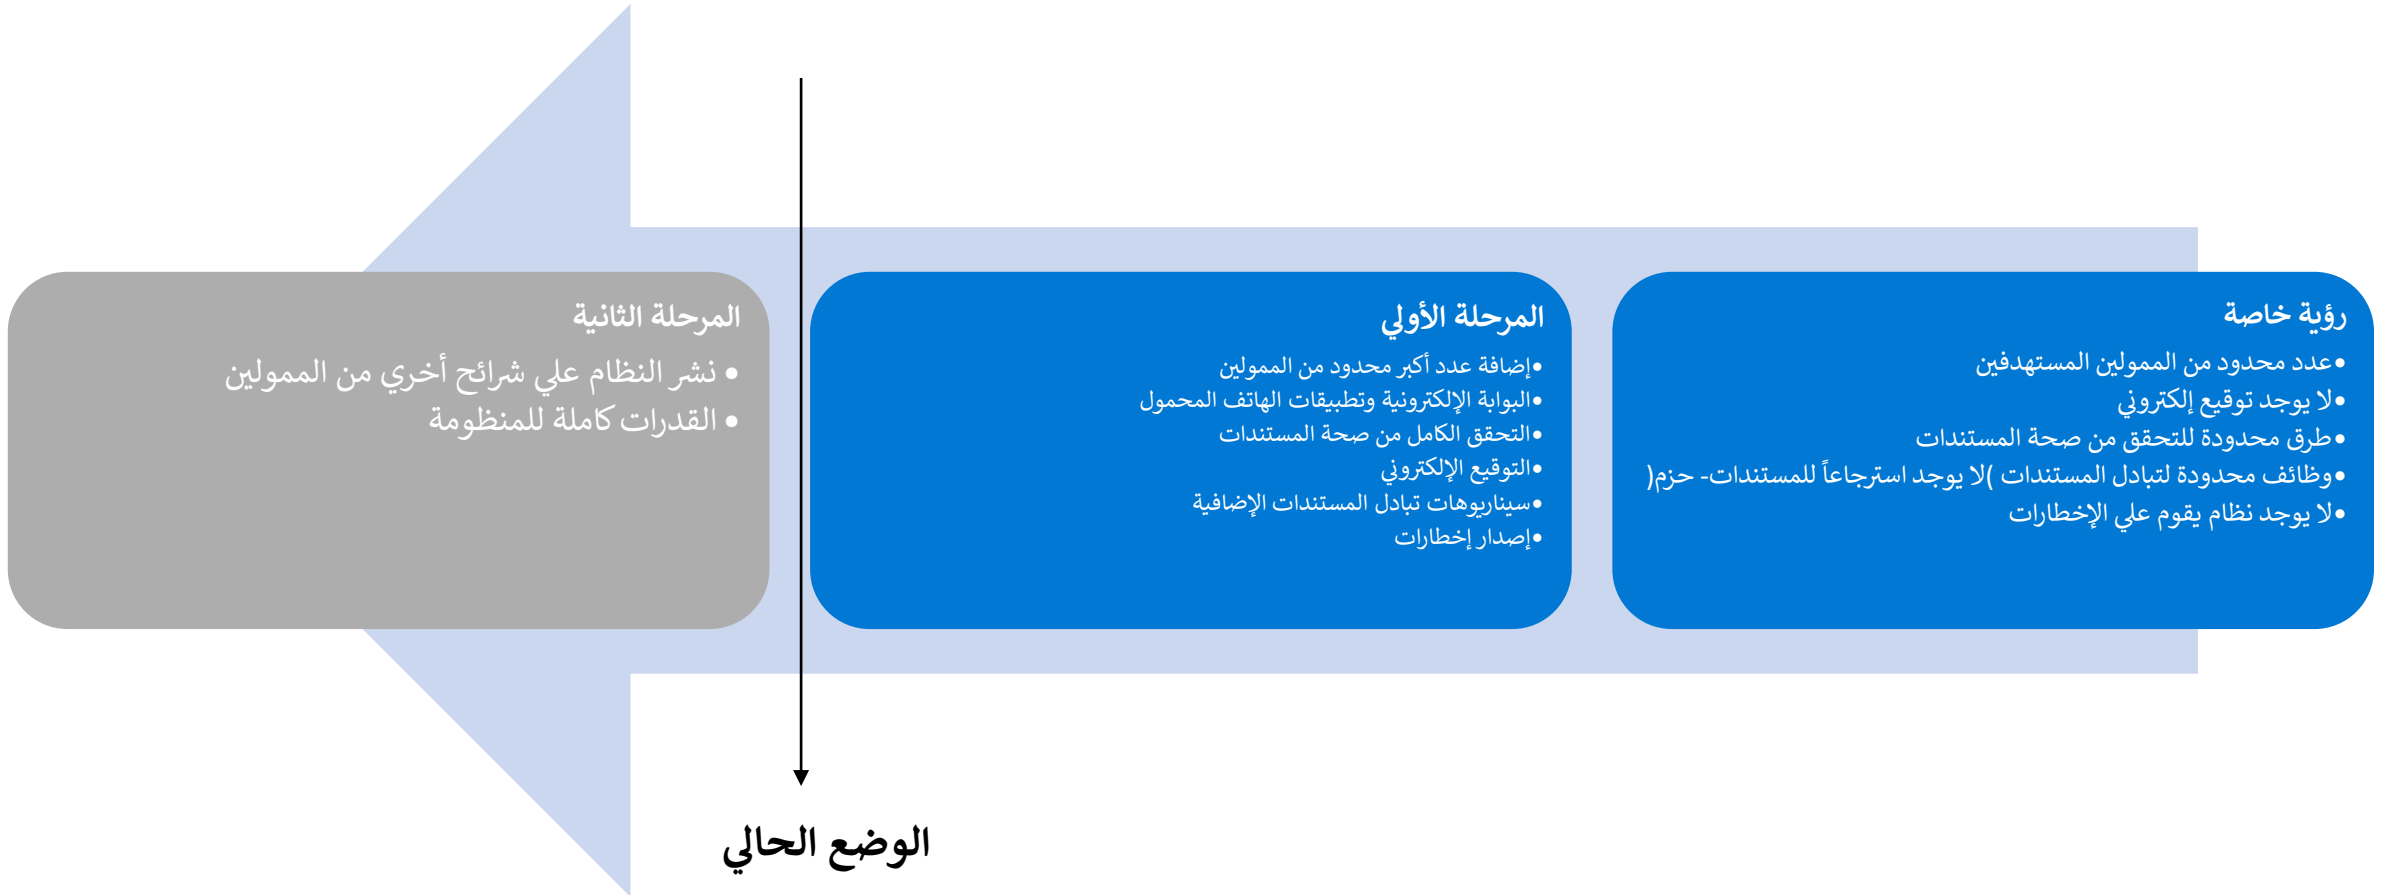 رؤية خاصة
•عدد محدود من الممولين المستهدفين
•لا يوجد توقيع إلكتروني
•طرق محدودة للتحقق من صحة المستندات
•وظائف محدودة لتبادل المستندات )لا يوجد استرجاعاً للمستندات- حزم(
•لا يوجد نظام يقوم علي الإخطارات
المرحلة الأولي
•إضافة عدد أكبر محدود من الممولين
•البوابة الإلكترونية وتطبيقات الهاتف المحمول
•التحقق الكامل من صحة المستندات
•التوقيع الإلكتروني
•سيناريوهات تبادل المستندات الإضافية
•إصدار إخطارات
المرحلة الثانية
• نشر النظام علي شرائح أخري من الممولين
• القدرات كاملة للمنظومة
الوضع الحالي